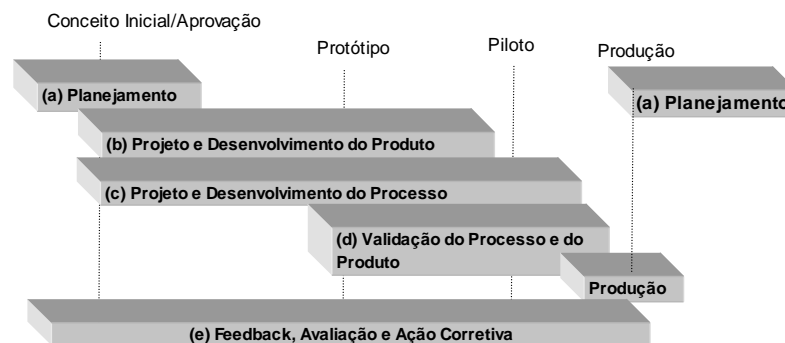 Conceito Inicial/Aprovação
Protótipo
Piloto
Produção
(a) Planejamento
(a) Planejamento
(b) Projeto e Desenvolvimento do Produto
(c) Projeto e Desenvolvimento do Processo
(d) Validação do Processo e do
Produto
Produção
(e) Feedback, Avaliação e Ação Corretiva